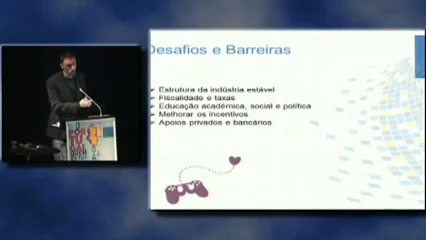 Desafios e Barreiras
Estrutura da indústria estável
Fiscalidade e taxas
Educação académica, social e política
Melhorar os incentivos
Apoios privados e bancários